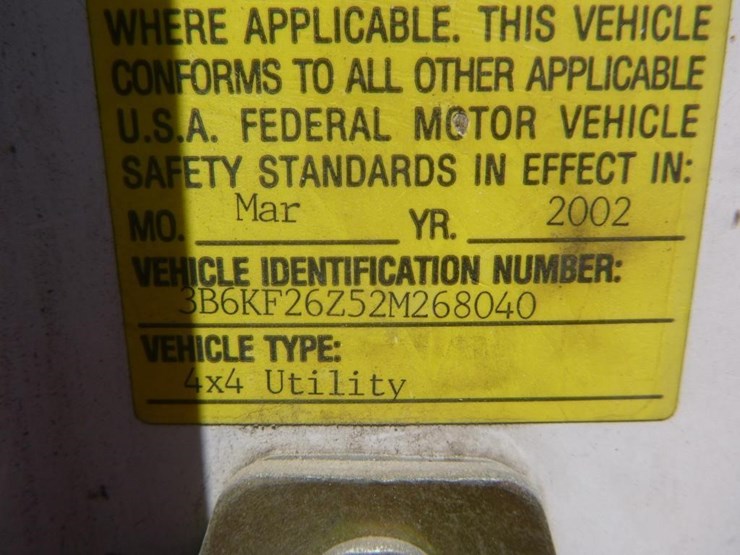 WHERE APPLICABLE. THIS VEHICLE
CONFORMS TO ALL OTHER APPLICABLE
U.S.A. FEDERAL MOTOR VEHICLE
SAFETY STANDARDS IN EFFECT IN:
MO. Mar YR. 2002
VEHICLE IDENTIFICATION NUMBER:
3B6KF26Z52M268040
VEHICLE TYPE:
4x4 Utility